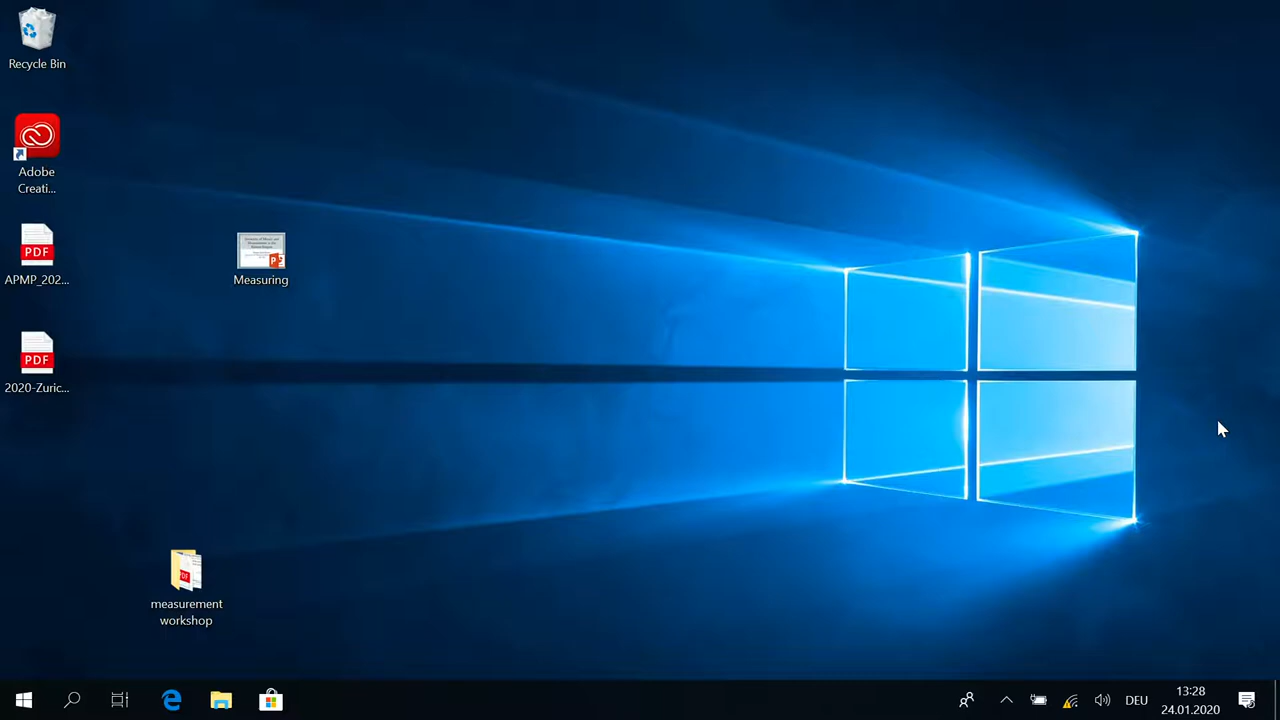 Recycle Bin
Adobe
Creati...
PDF
APMP_202...
PDF
2020-Zuric...
Measuring
PDF
measurement
workshop
DEU
13:28
24.01.2020